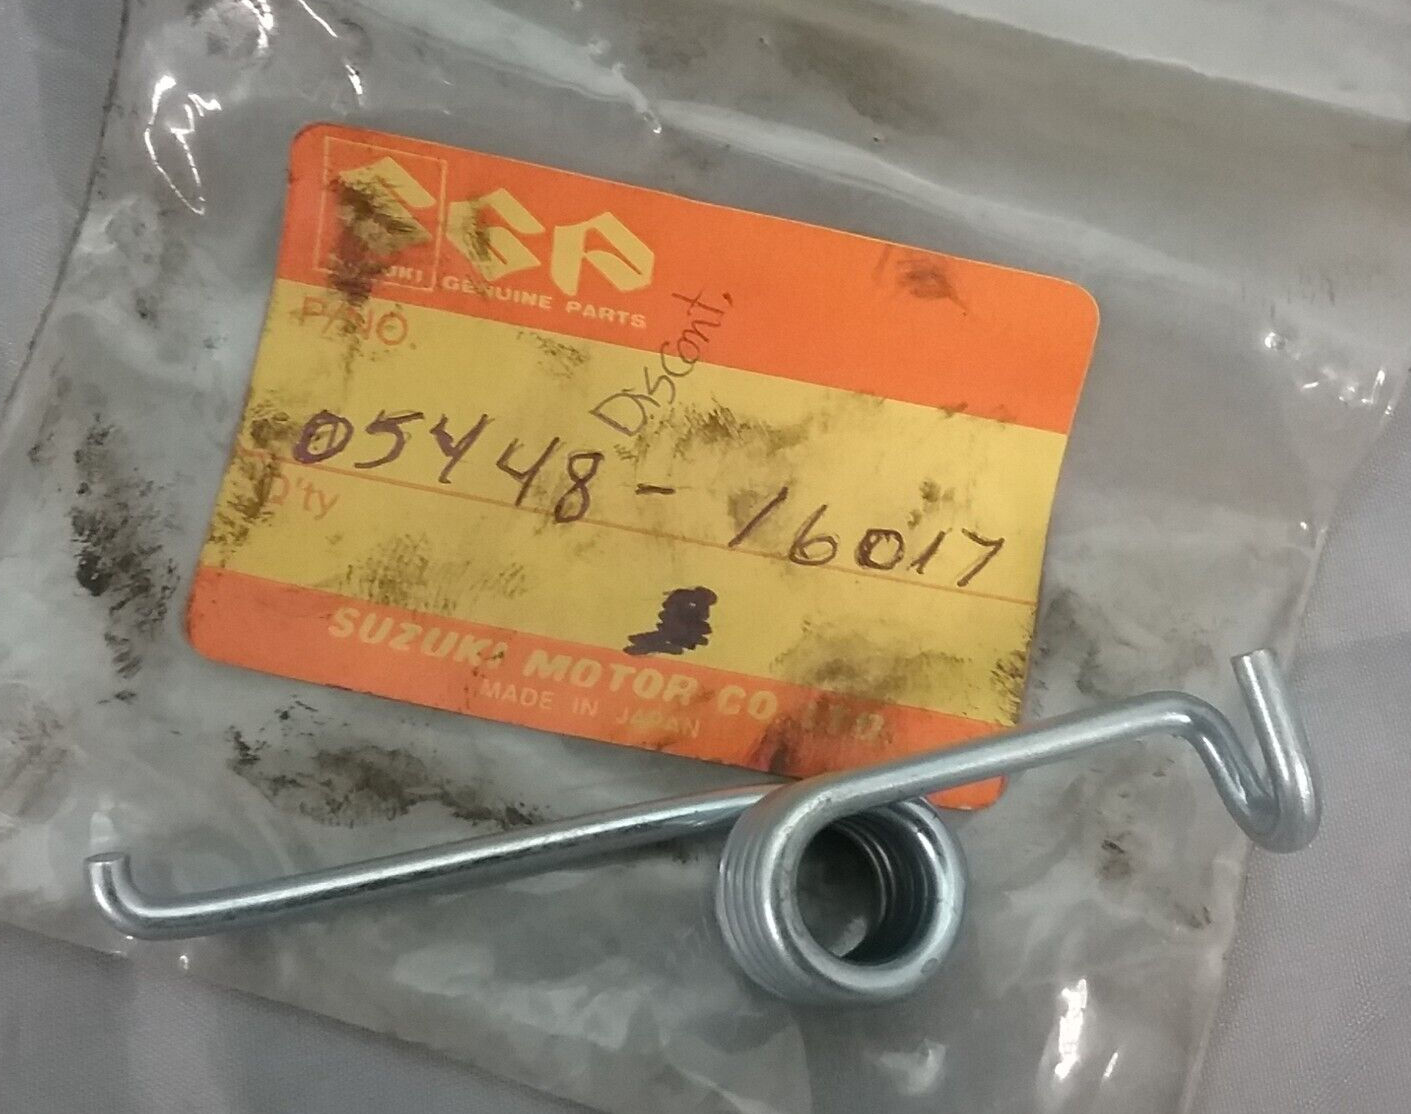 SGP
SUZUKI GENUINE PARTS
P/NO.
Discont.
05448-16017
Q'ty
SUZUKI MOTOR CO., LTD.
MADE IN JAPAN